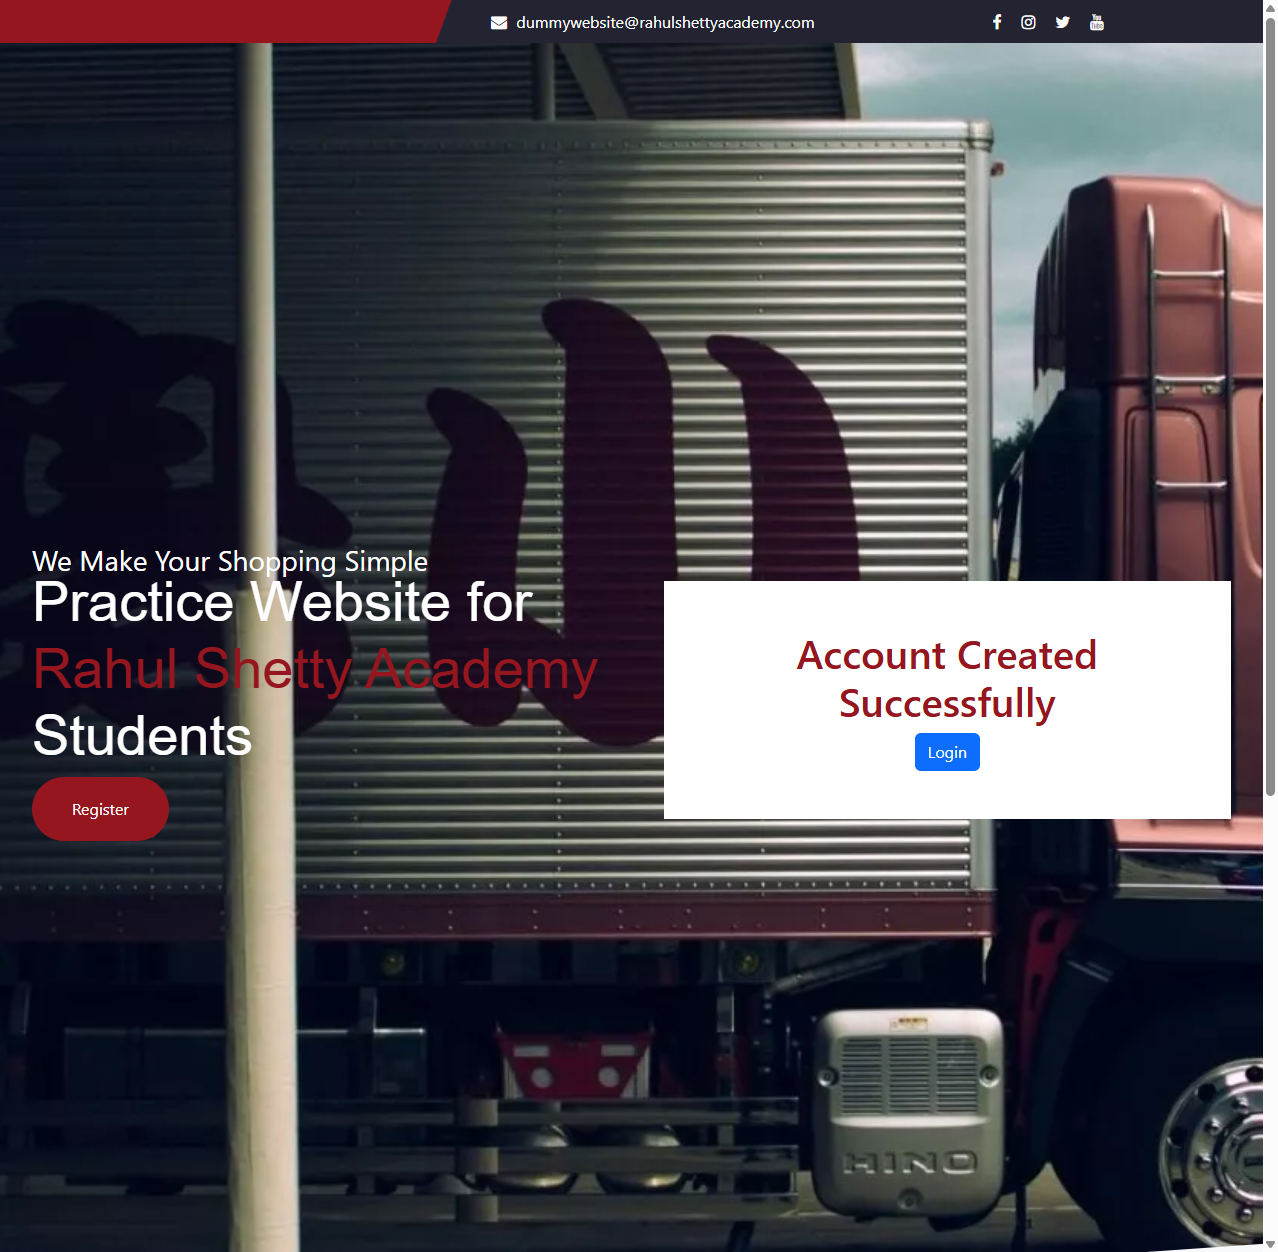 dummywebsite@rahulshettyacademy.com
We Make Your Shopping Simple
Practice Website for
Rahul Shetty Academy
Students
Register
Account Created
Successfully
Login
HINO